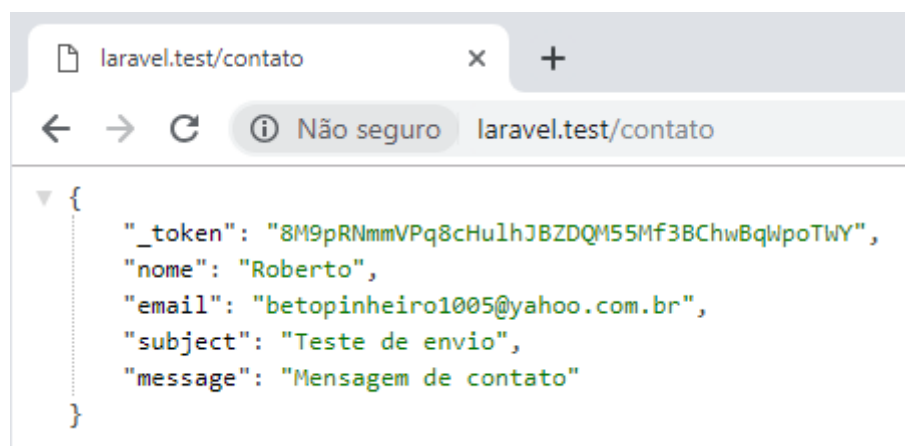 laravel.test/contato
Não seguro laravel.test/contato
{
"_token": "8M9pRNmmVPq8cHulhJBZDQM55Mf3BChwBqWpoTWY",
"nome": "Roberto",
"email": "betopinheiro1005@yahoo.com.br",
"subject": "Teste de envio",
"message": "Mensagem de contato"
}